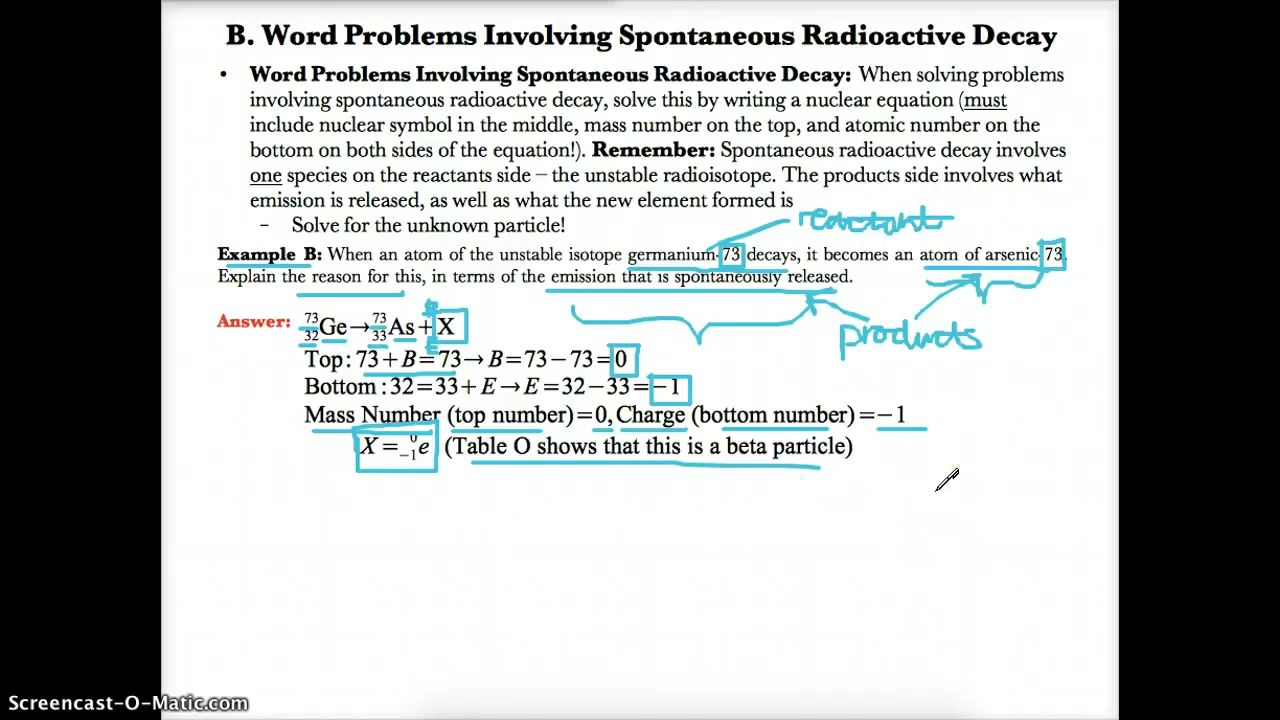 B. Word Problems Involving Spontaneous Radioactive Decay
• Word Problems Involving Spontaneous Radioactive Decay: When solving problems
involving spontaneous radioactive decay, solve this by writing a nuclear equation (must
include nuclear symbol in the middle, mass number on the top, and atomic number on the
bottom on both sides of the equation!). Remember: Spontaneous radioactive decay involves
one species on the reactants side – the unstable radioisotope. The products side involves what
emission is released, as well as what the new element formed is
– Solve for the unknown particle!
reactant
Example B: When an atom of the unstable isotope germanium-73 decays, it becomes an atom of arsenic-73.
Explain the reason for this, in terms of the emission that is spontaneously released.
products
Answer: ⁷³₃₂Ge→⁷³₃₃As+X
Top: 73+B=73→B=73−73=0
Bottom: 32=33+E→E=32−33=−1
Mass Number (top number)=0, Charge (bottom number)=−1
X=⁰₋₁e (Table O shows that this is a beta particle)
Screencast-O-Matic.com